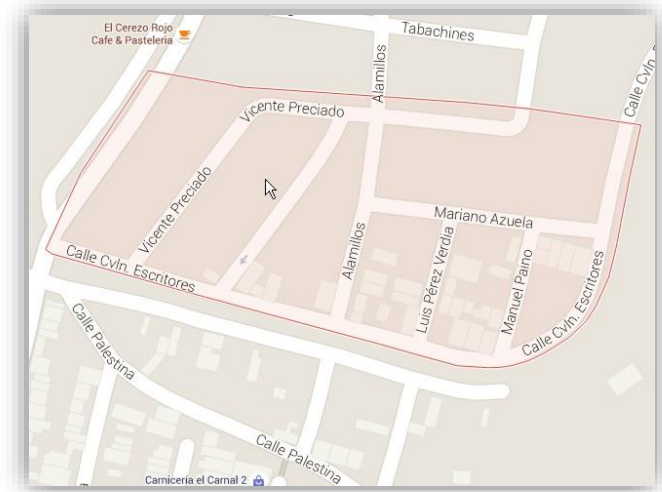 El Cerezo Rojo
Cafe & Pasteleria
Tabachines
Alamillos
Calle Cvln.
Vicente Preciado
Vicente Preciado
Mariano Azuela
Calle Cvln. Escritores
Alamillos
Luis Pérez Verdia
Manuel Paino
Calle Cvln. Escritores
Calle Palestina
Calle Palestina
Carnicería el Carnal 2